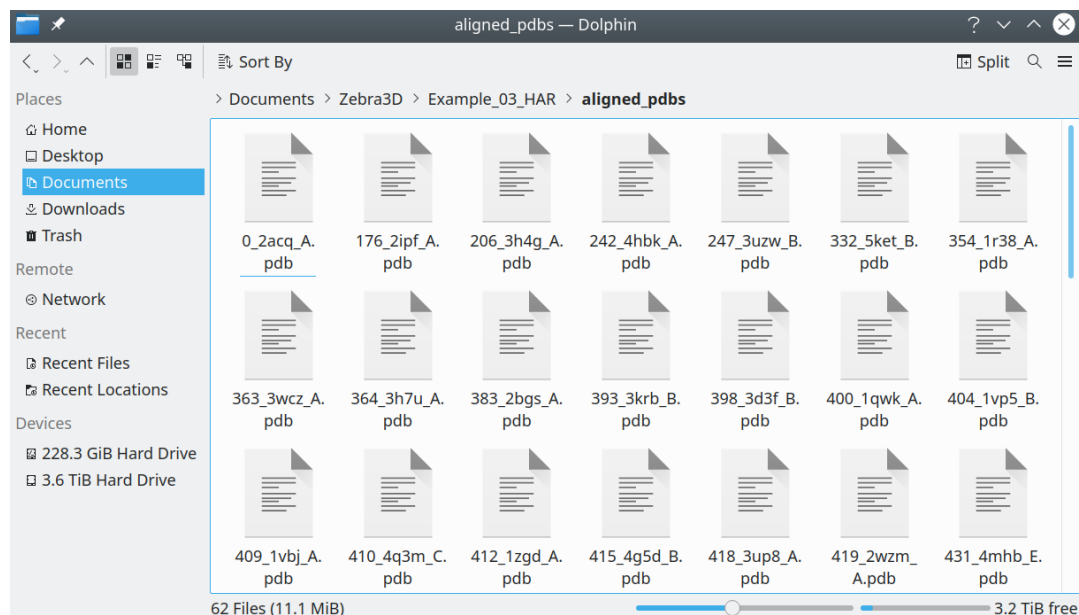 aligned_pdbs — Dolphin
Sort By
Split
Places
Home
Desktop
Documents
Downloads
Trash
Remote
Network
Recent
Recent Files
Recent Locations
Devices
228.3 GiB Hard Drive
3.6 TiB Hard Drive
> Documents > Zebra3D > Example_03_HAR > aligned_pdbs
0_2acq_A.
pdb
176_2ipf_A.
pdb
206_3h4g_A.
pdb
242_4hbk_A.
pdb
247_3uzw_B.
pdb
332_5ket_B.
pdb
354_1r38_A.
pdb
363_3wcz_A.
pdb
364_3h7u_A.
pdb
383_2bgs_A.
pdb
393_3krb_B.
pdb
398_3d3f_B.
pdb
400_1qwk_A.
pdb
404_1vp5_B.
pdb
409_1vbj_A.
pdb
410_4q3m_C.
pdb
412_1zgd_A.
pdb
415_4g5d_B.
pdb
418_3up8_A.
pdb
419_2wzm_
A.pdb
431_4mhb_E.
pdb
62 Files (11.1 MiB)
3.2 TiB free